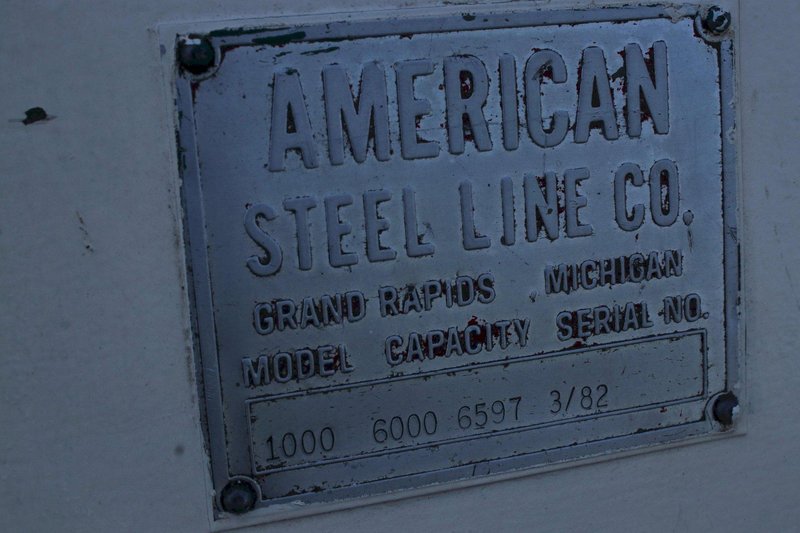 AMERICAN
STEEL LINE CO.
GRAND RAPIDS MICHIGAN
MODEL CAPACITY SERIAL NO.
1000 6000 6597 3/82